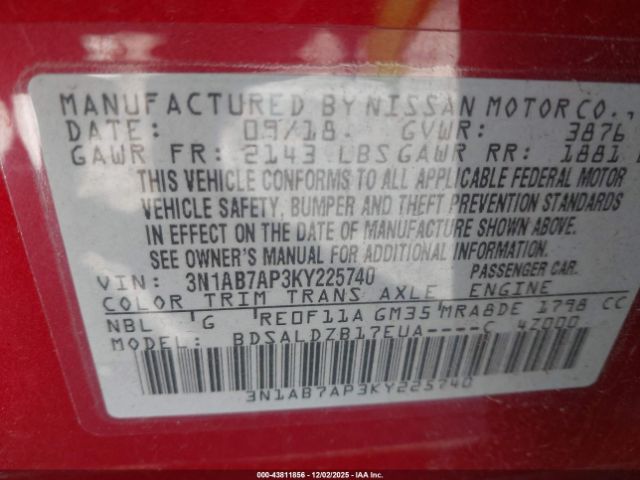 MANUFACTURED BY NISSAN MOTOR CO.,
DATE: 09/18. GVWR: 3876
GAWR FR: 2143 LBS GAWR RR: 1881
THIS VEHICLE CONFORMS TO ALL APPLICABLE FEDERAL MOTOR
VEHICLE SAFETY, BUMPER AND THEFT PREVENTION STANDARDS
IN EFFECT ON THE DATE OF MANUFACTURE SHOWN ABOVE.
SEE OWNER'S MANUAL FOR ADDITIONAL INFORMATION.
VIN: 3N1AB7AP3KY225740 PASSENGER CAR.
COLOR TRIM TRANS AXLE ENGINE
NBL G RE0F11A GM35 MRA8DE 1798 CC
MODEL: BDSALDZB17EUA----C 4Z000
3N1AB7AP3KY225740
000-43811856 | 12/02/2025 | IAA, Inc.